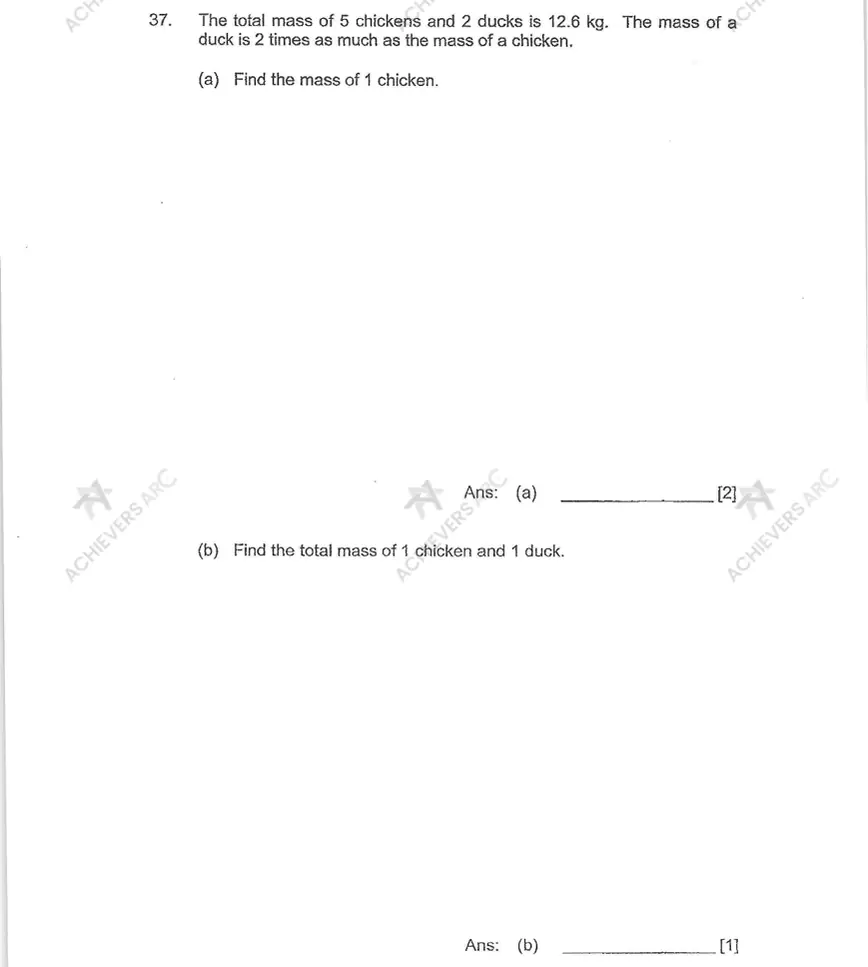 37. The total mass of 5 chickens and 2 ducks is 12.6 kg. The mass of a
duck is 2 times as much as the mass of a chicken.
(a) Find the mass of 1 chicken.
Ans: (a) ____________ [2]
ACHIEVERS ARC
ACHIEVERS ARC
ACHIEVERS ARC
(b) Find the total mass of 1 chicken and 1 duck.
Ans: (b) ____________ [1]